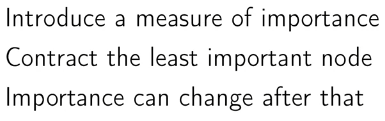 Introduce a measure of importance
Contract the least important node
Importance can change after that